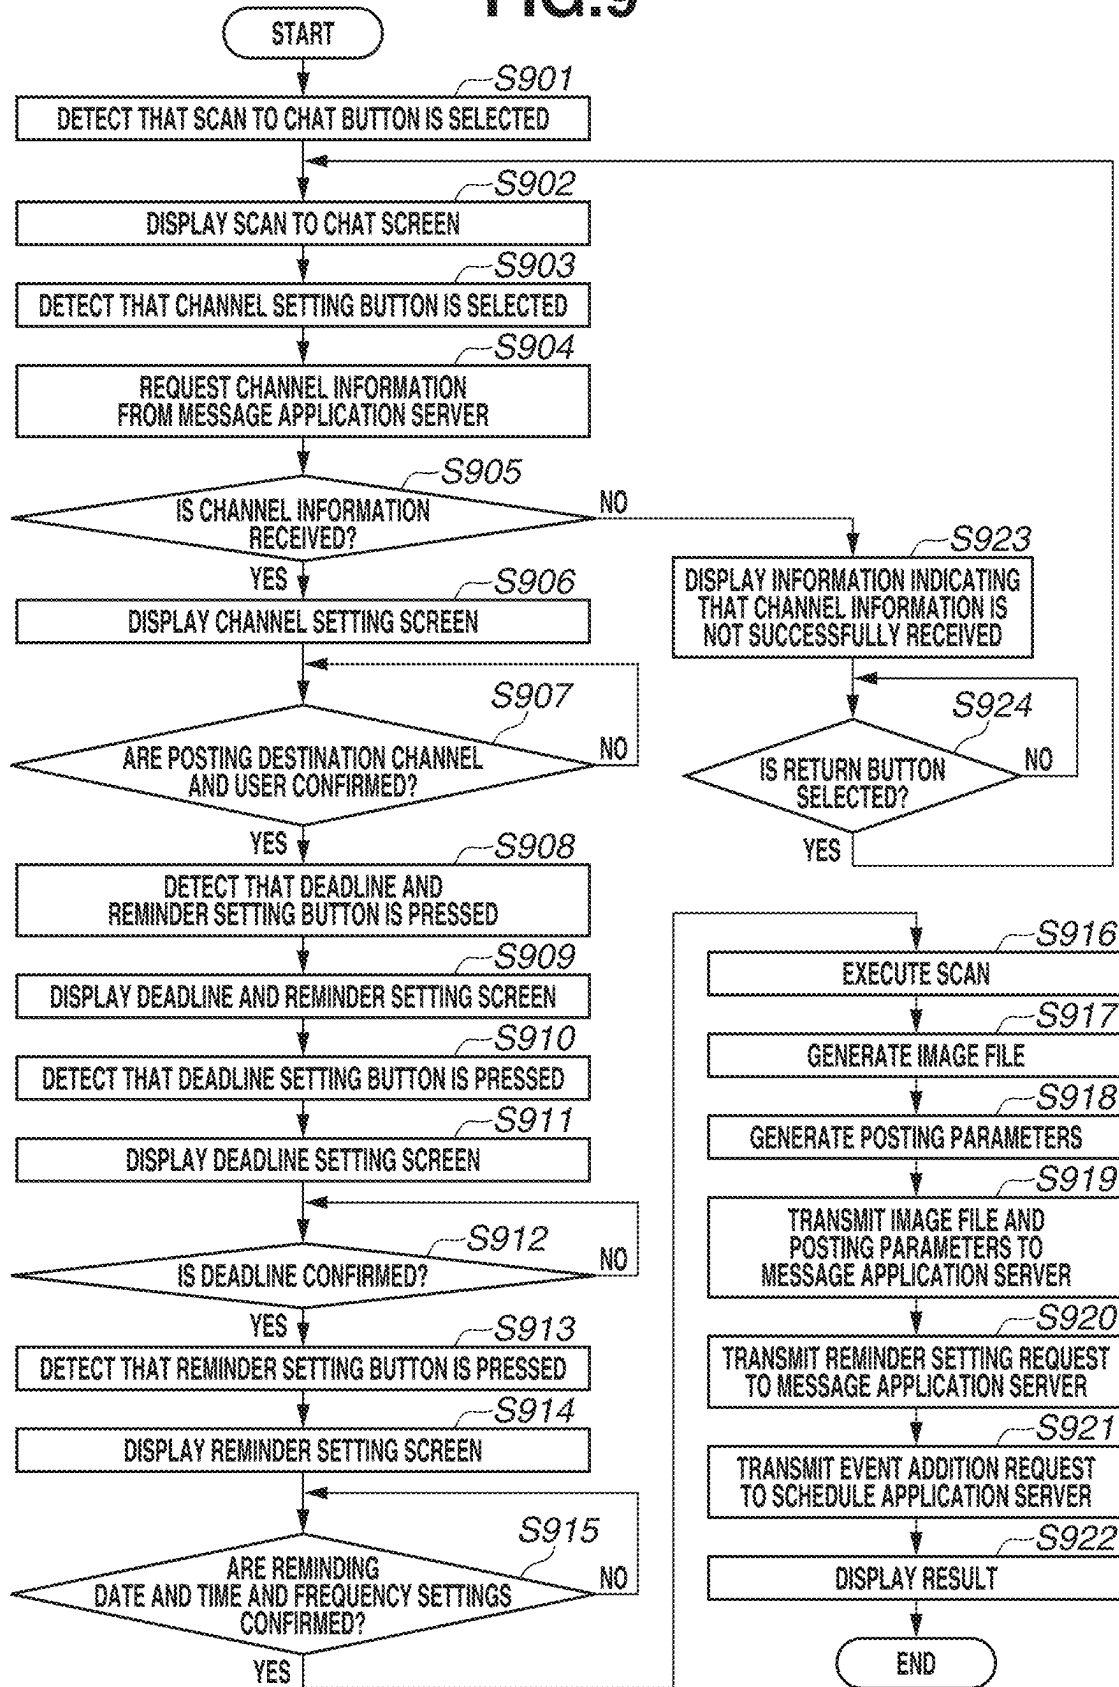 FIG.9
START
S901
DETECT THAT SCAN TO CHAT BUTTON IS SELECTED
S902
DISPLAY SCAN TO CHAT SCREEN
S903
DETECT THAT CHANNEL SETTING BUTTON IS SELECTED
S904
REQUEST CHANNEL INFORMATION
FROM MESSAGE APPLICATION SERVER
S905
IS CHANNEL INFORMATION
RECEIVED?
NO
YES
S906
DISPLAY CHANNEL SETTING SCREEN
S907
ARE POSTING DESTINATION CHANNEL
AND USER CONFIRMED?
NO
YES
S908
DETECT THAT DEADLINE AND
REMINDER SETTING BUTTON IS PRESSED
S909
DISPLAY DEADLINE AND REMINDER SETTING SCREEN
S910
DETECT THAT DEADLINE SETTING BUTTON IS PRESSED
S911
DISPLAY DEADLINE SETTING SCREEN
S912
IS DEADLINE CONFIRMED?
NO
YES
S913
DETECT THAT REMINDER SETTING BUTTON IS PRESSED
S914
DISPLAY REMINDER SETTING SCREEN
S915
ARE REMINDING
DATE AND TIME AND FREQUENCY SETTINGS
CONFIRMED?
NO
YES
S923
DISPLAY INFORMATION INDICATING
THAT CHANNEL INFORMATION IS
NOT SUCCESSFULLY RECEIVED
S924
IS RETURN BUTTON
SELECTED?
NO
YES
S916
EXECUTE SCAN
S917
GENERATE IMAGE FILE
S918
GENERATE POSTING PARAMETERS
S919
TRANSMIT IMAGE FILE AND
POSTING PARAMETERS TO
MESSAGE APPLICATION SERVER
S920
TRANSMIT REMINDER SETTING REQUEST
TO MESSAGE APPLICATION SERVER
S921
TRANSMIT EVENT ADDITION REQUEST
TO SCHEDULE APPLICATION SERVER
S922
DISPLAY RESULT
END